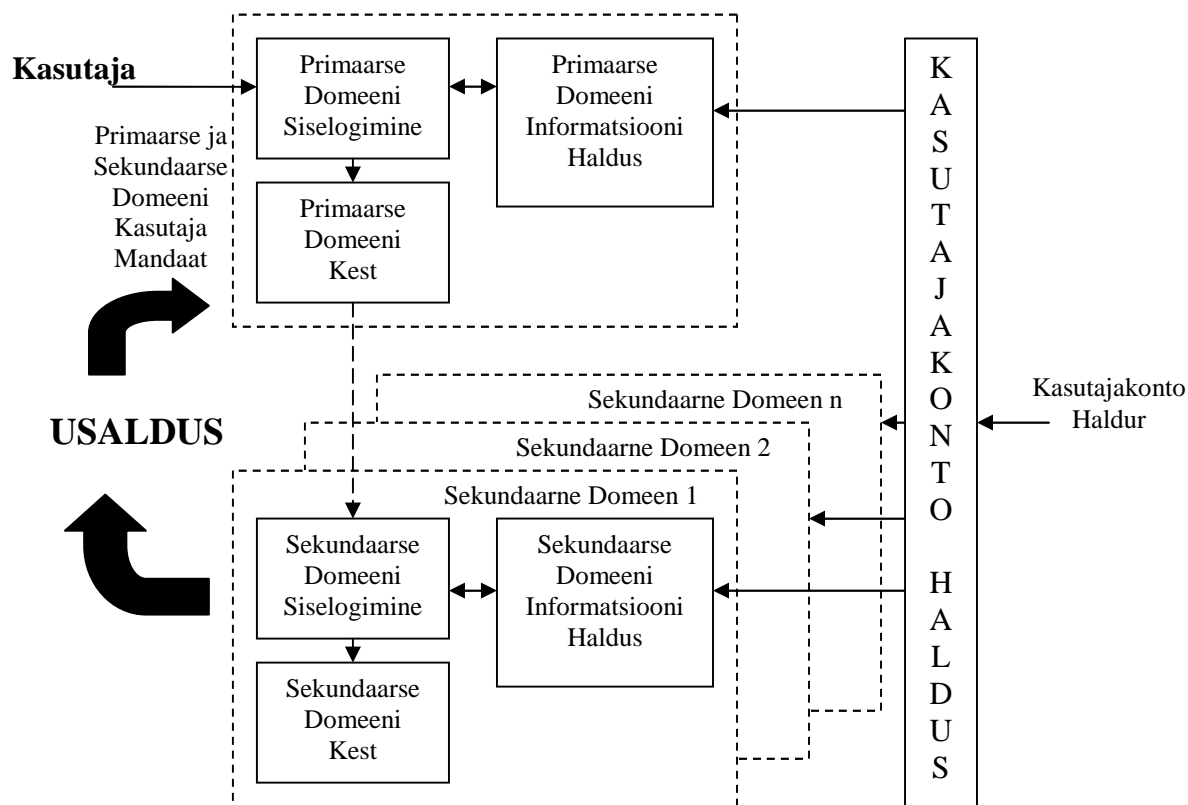 Kasutaja
Primaarse
Domeeni
Siselogimine
Primaarse
Domeeni
Informatsiooni
Haldus
Primaarse ja
Sekundaarse
Domeeni
Kasutaja
Mandaat
Primaarse
Domeeni
Kest
USALDUS
Sekundaarne Domeen n
Sekundaarne Domeen 2
Sekundaarne Domeen 1
Sekundaarse
Domeeni
Siselogimine
Sekundaarse
Domeeni
Informatsiooni
Haldus
Sekundaarse
Domeeni
Kest
K
A
S
U
T
A
J
A
K
O
N
T
O
H
A
L
D
U
S
Kasutajakonto
Haldur